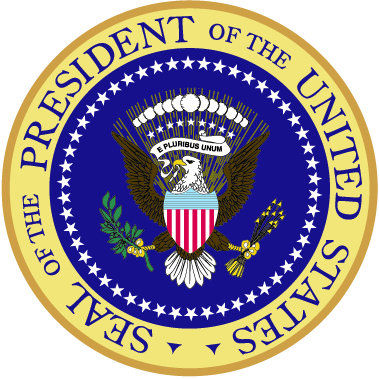 SEAL OF THE PRESIDENT OF THE UNITED STATES
E PLURIBUS UNUM